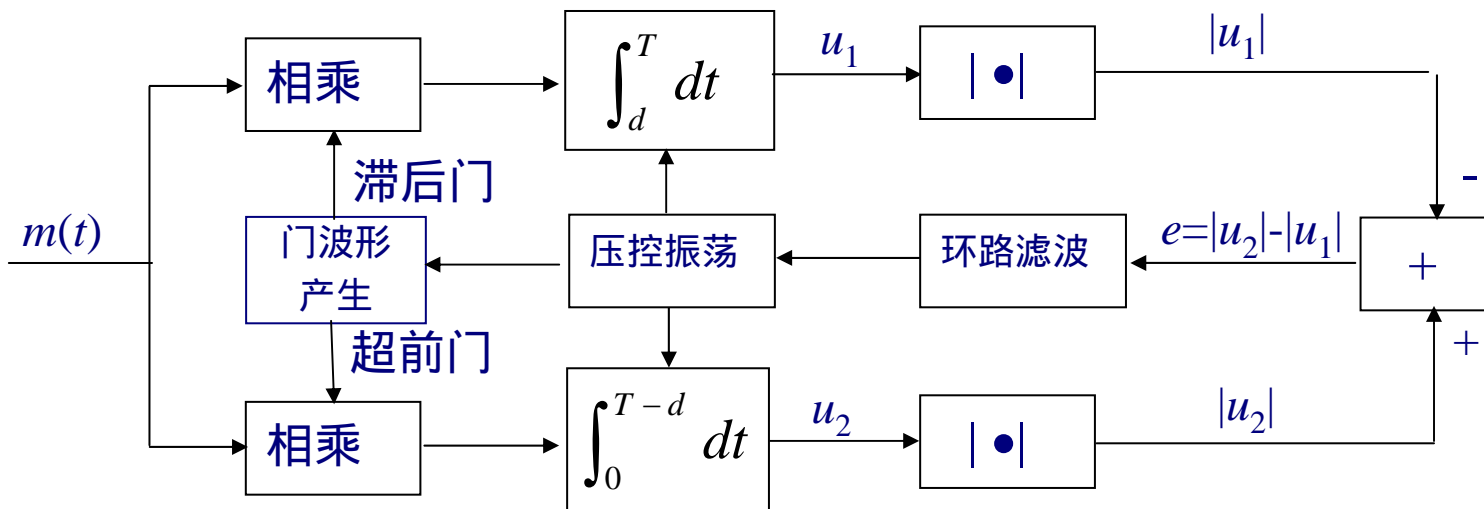 相乘
∫_d^T dt
u₁
| • |
|u₁|
-
滞后门
m(t)
门波形
产生
压控振荡
环路滤波
e=|u₂|-|u₁|
+
超前门
+
相乘
∫_0^{T-d} dt
u₂
| • |
|u₂|